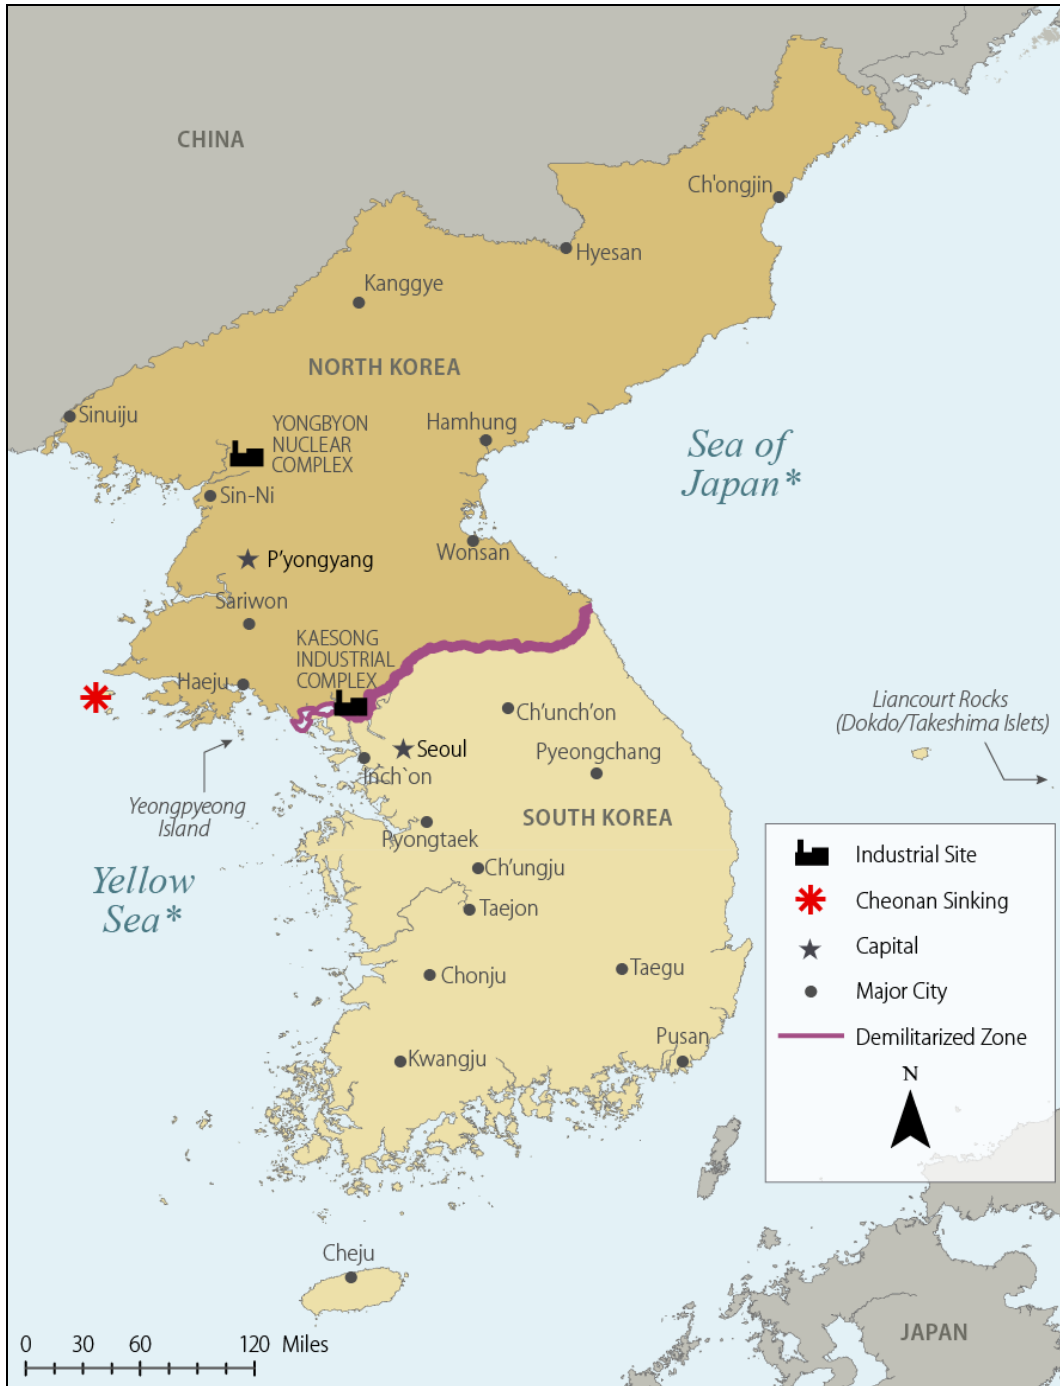 CHINA
Ch'ongjin
Hyesan
Kanggye
NORTH KOREA
Sinuiju
YONGBYON
NUCLEAR
COMPLEX
Hamhung
Sea of
Japan*
Sin-Ni
Wonsan
P'yongyang
Sariwon
KAESONG
INDUSTRIAL
COMPLEX
Haeju
Ch'unch'on
Liancourt Rocks
(Dokdo/Takeshima Islets)
Seoul
Pyeongchang
Inch`on
Yeongpyeong
Island
SOUTH KOREA
Pyongtaek
Yellow
Sea*
Ch'ungju
Taejon
Chonju
Taegu
Pusan
Kwangju
Industrial Site
Cheonan Sinking
Capital
Major City
Demilitarized Zone
N
Cheju
JAPAN
0 30 60 120 Miles